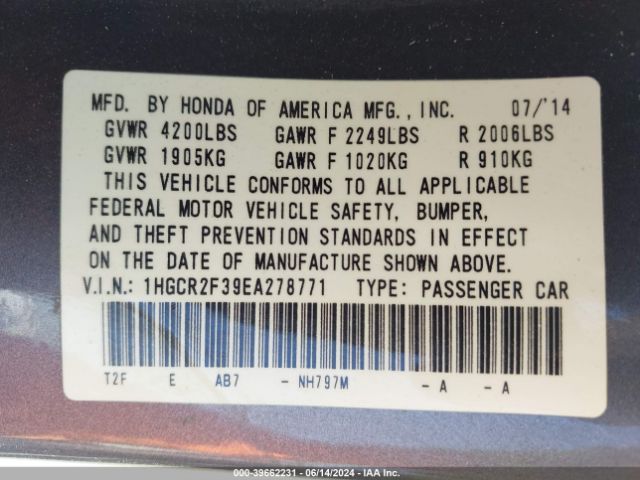 MFD. BY HONDA OF AMERICA MFG., INC. 07/'14
GVWR 4200LBS GAWR F 2249LBS R 2006LBS
GVWR 1905KG GAWR F 1020KG R 910KG
THIS VEHICLE CONFORMS TO ALL APPLICABLE
FEDERAL MOTOR VEHICLE SAFETY, BUMPER,
AND THEFT PREVENTION STANDARDS IN EFFECT
ON THE DATE OF MANUFACTURE SHOWN ABOVE.
V.I.N.: 1HGCR2F39EA278771 TYPE: PASSENGER CAR
T2F E AB7 - NH797M - A - A
000-39662231 - 06/14/2024 - IAA Inc.